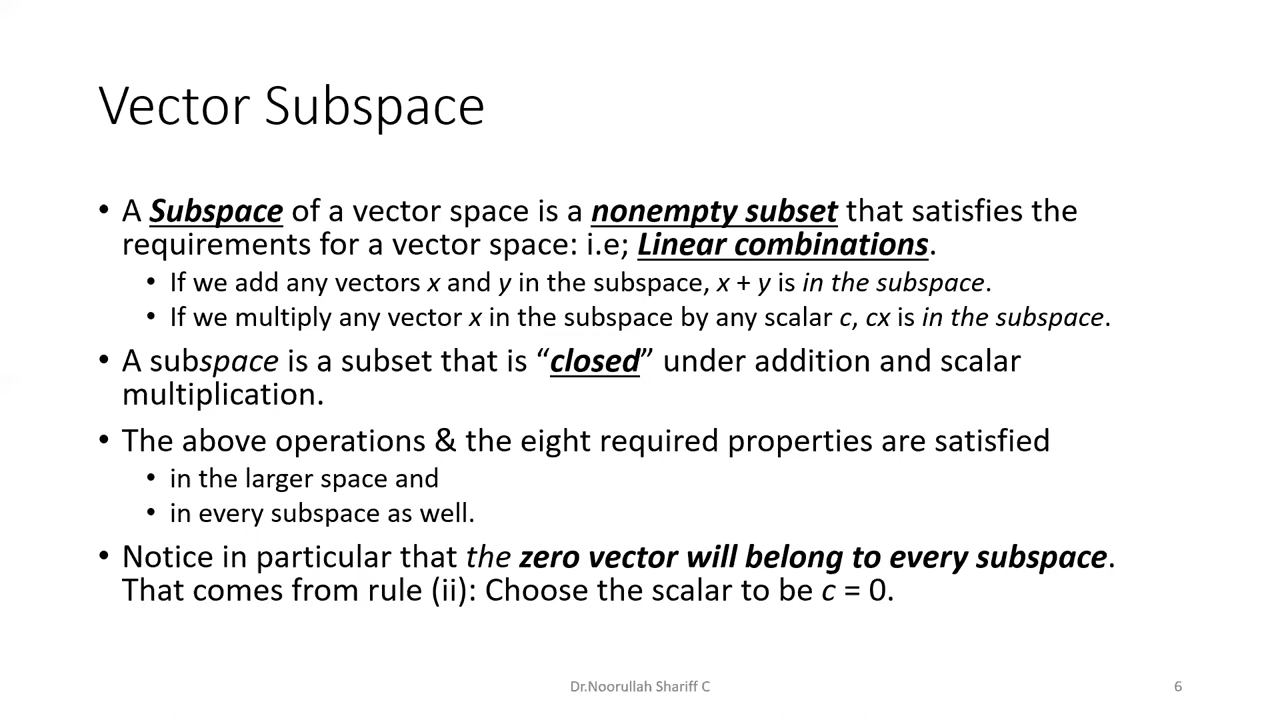 Vector Subspace
• A Subspace of a vector space is a nonempty subset that satisfies the
requirements for a vector space: i.e; Linear combinations.
• If we add any vectors x and y in the subspace, x + y is in the subspace.
• If we multiply any vector x in the subspace by any scalar c, cx is in the subspace.
• A subspace is a subset that is “closed” under addition and scalar
multiplication.
• The above operations & the eight required properties are satisfied
• in the larger space and
• in every subspace as well.
• Notice in particular that the zero vector will belong to every subspace.
That comes from rule (ii): Choose the scalar to be c = 0.
Dr.Noorullah Shariff C
6